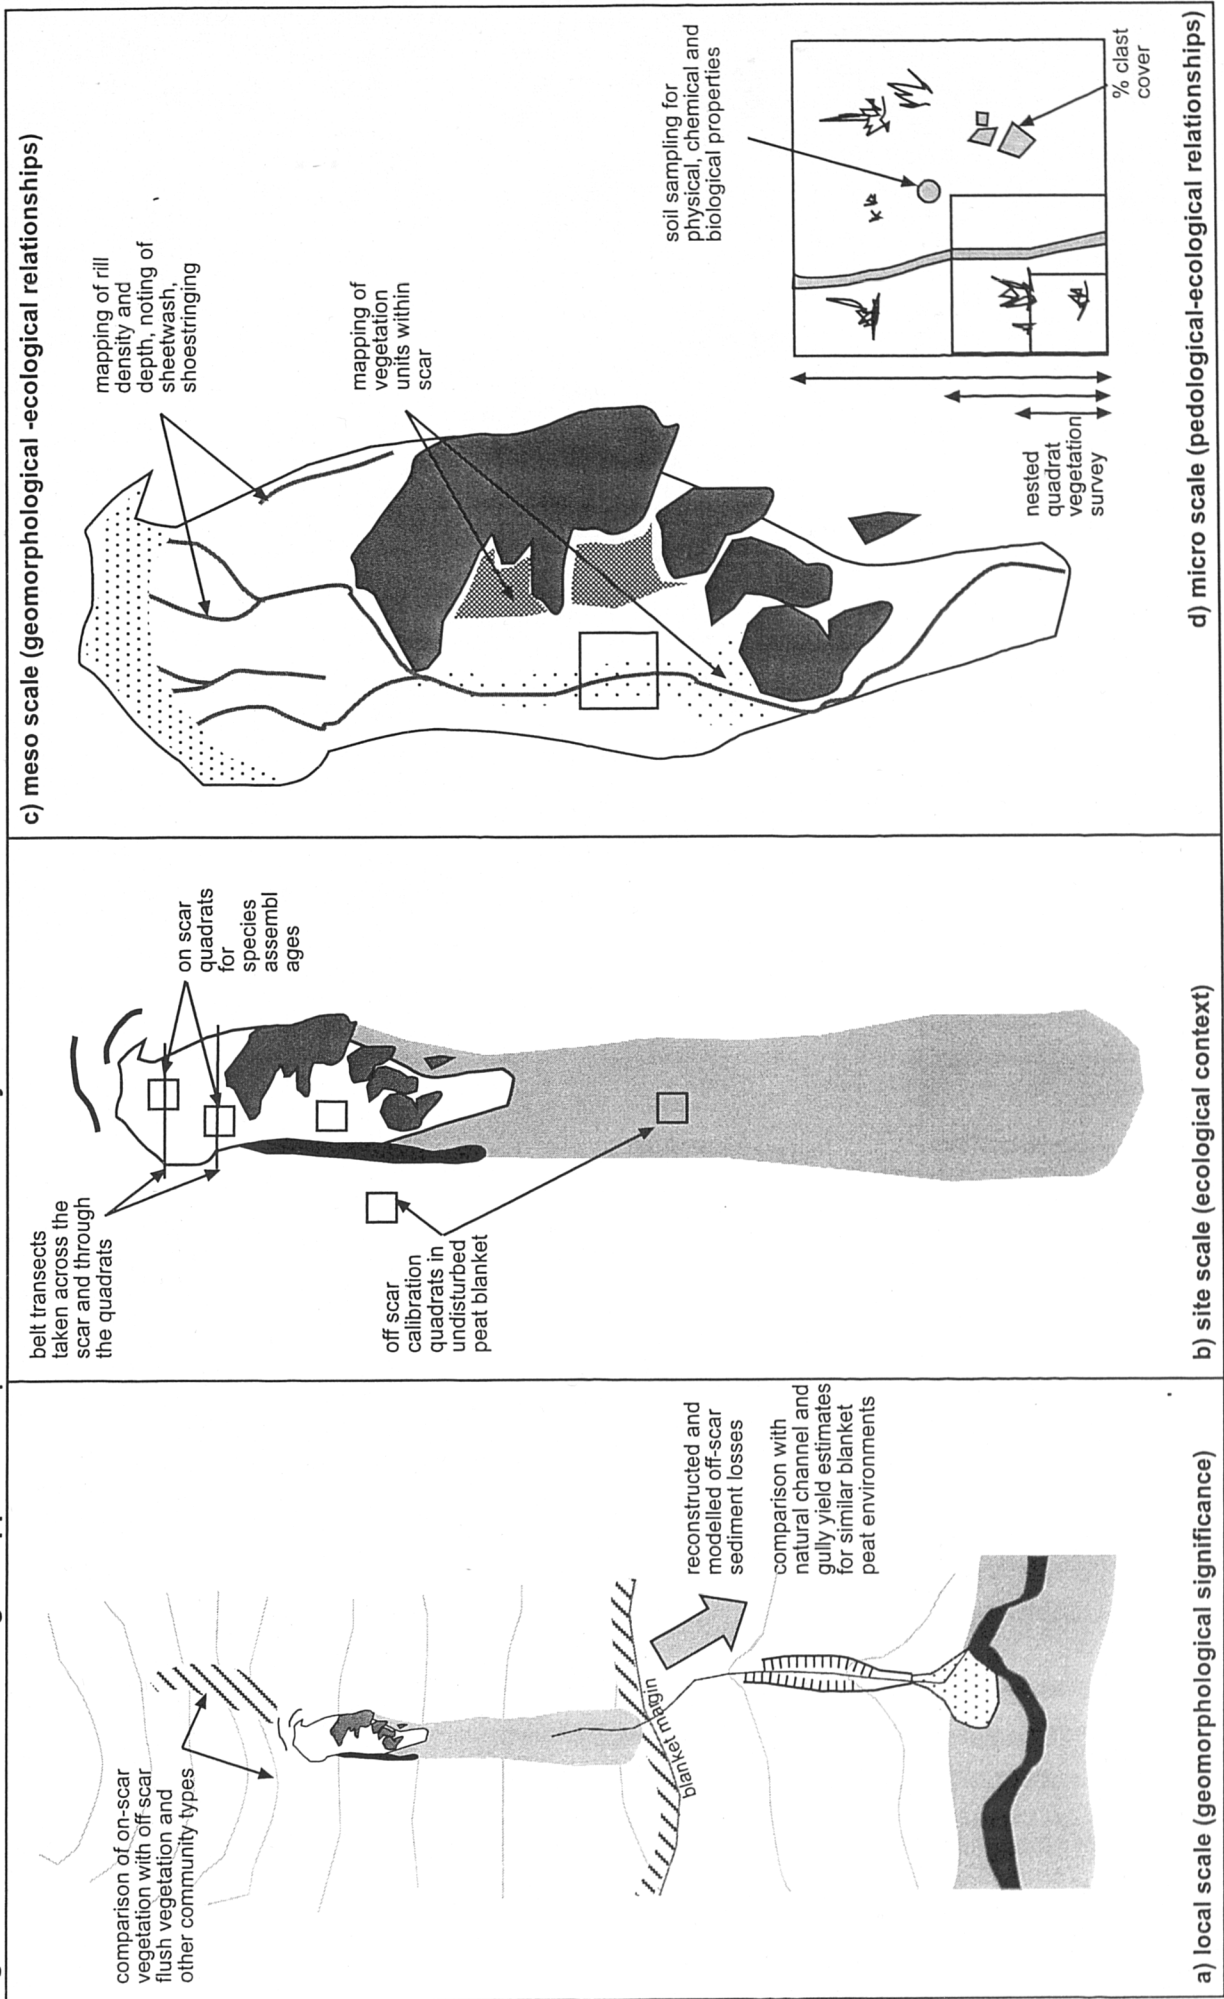 comparison of on-scar
vegetation with off scar
flush vegetation and
other community types
blanket margin
reconstructed and
modelled off-scar
sediment losses
comparison with
natural channel and
gully yield estimates
for similar blanket
peat environments
a) local scale (geomorphological significance)
belt transects
taken across the
scar and through
the quadrats
on scar
quadrats
for
species
assembl
ages
off scar
calibration
quadrats in
undisturbed
peat blanket
b) site scale (ecological context)
c) meso scale (geomorphological -ecological relationships)
mapping of rill
density and
depth, noting of
sheetwash,
shoestringing
mapping of
vegetation
units within
scar
soil sampling for
physical, chemical and
biological properties
% clast
cover
nested
quadrat
vegetation
survey
d) micro scale (pedological-ecological relationships)